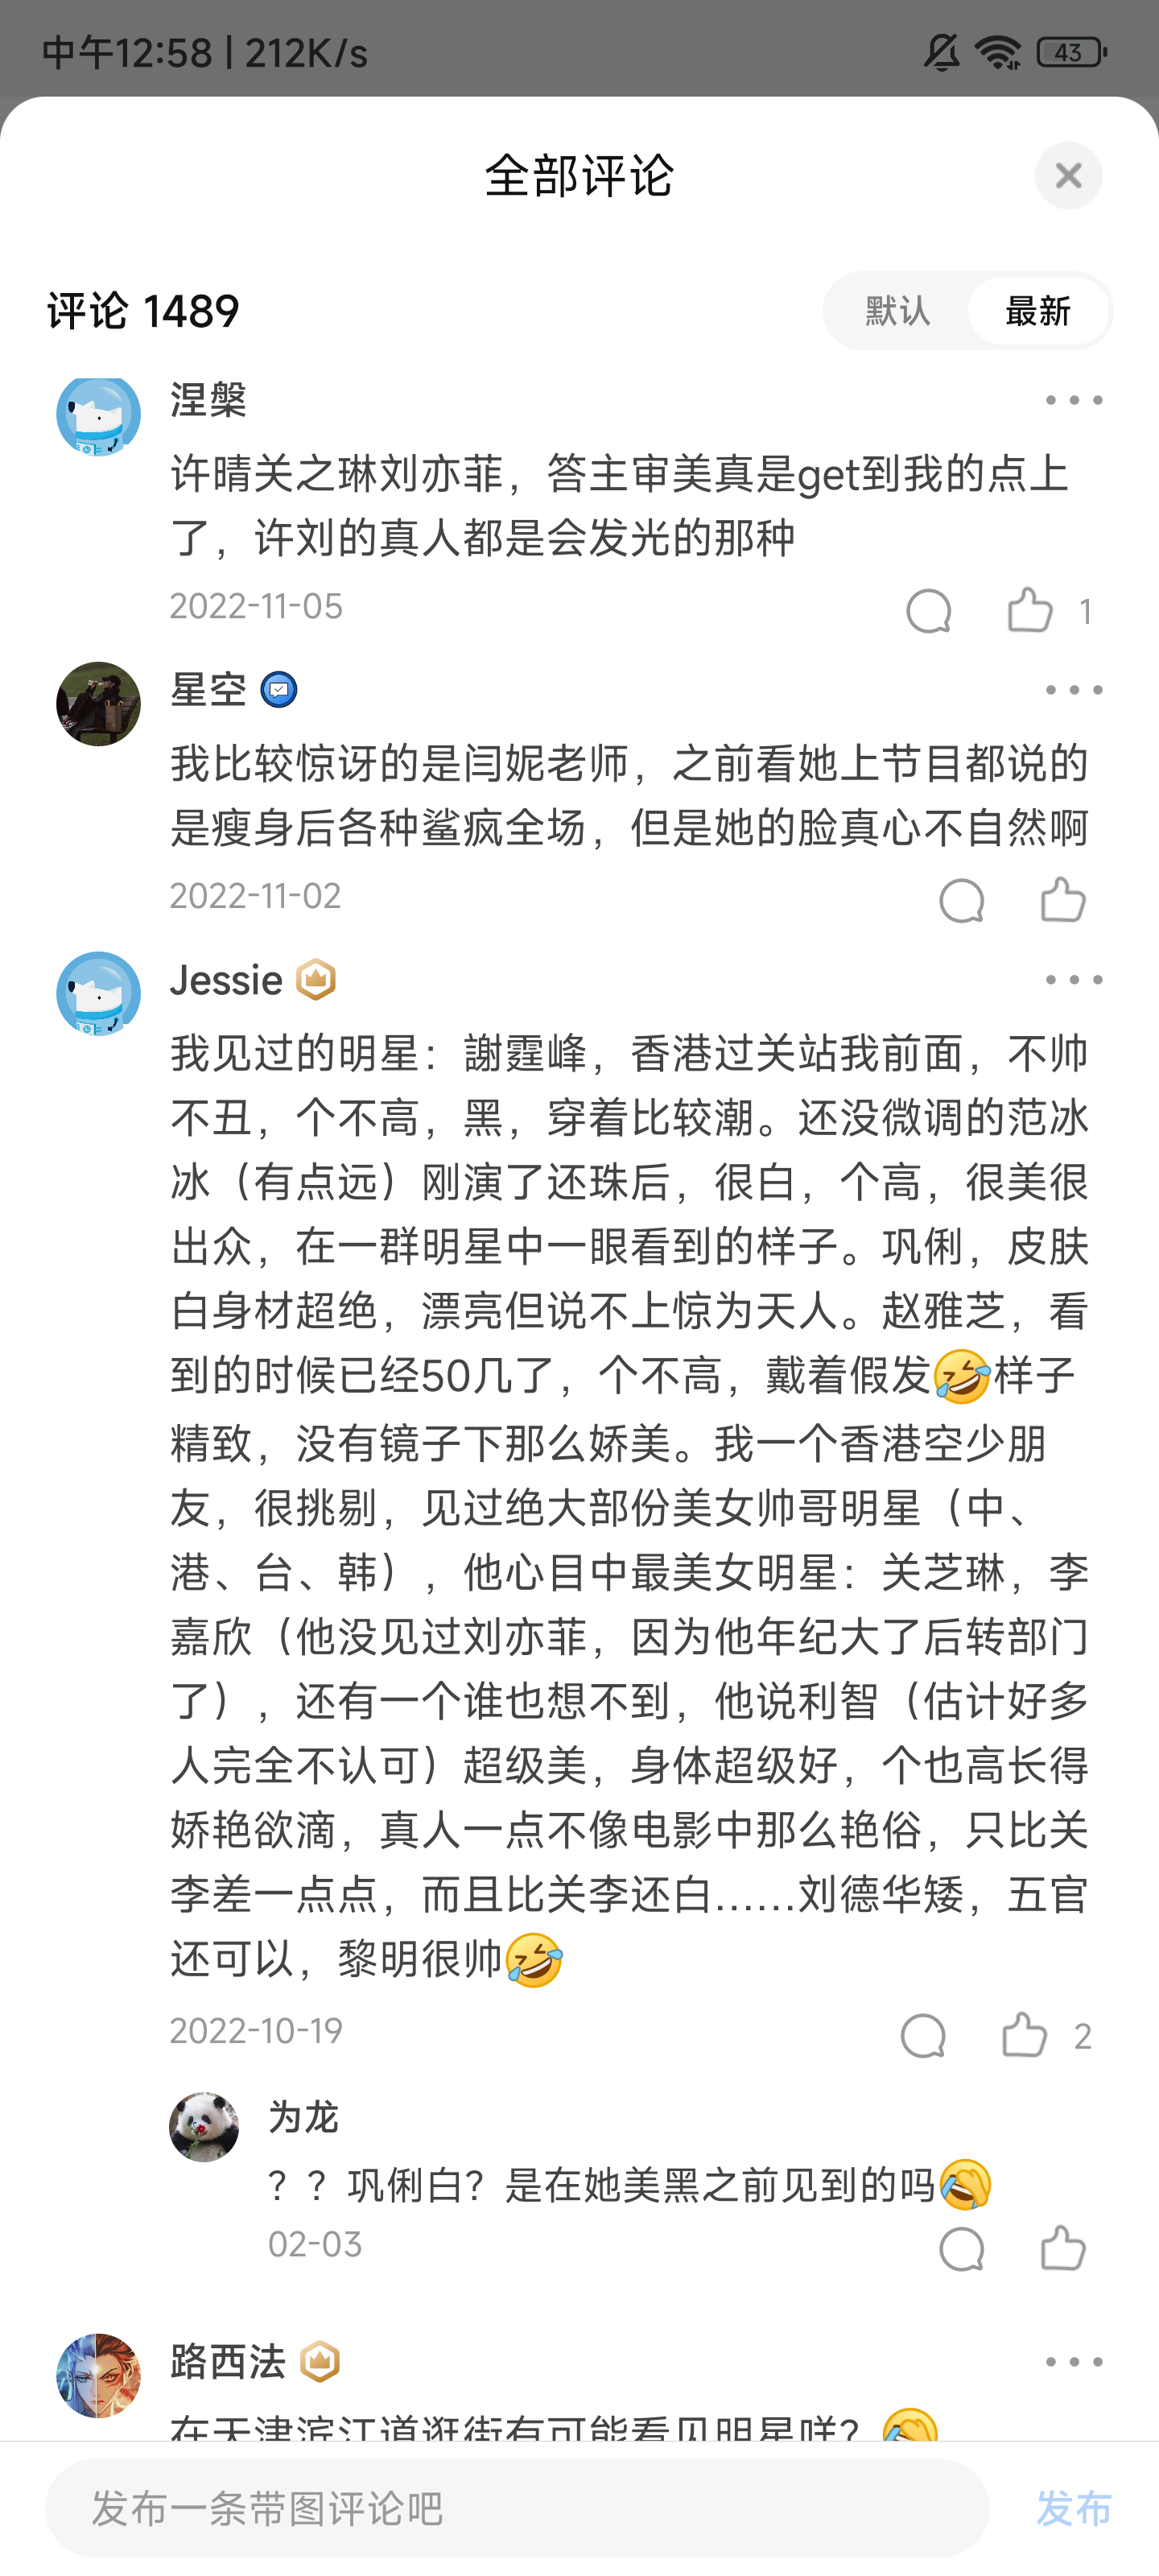 中午12:58 | 212K/s
43
全部评论
评论 1489
默认
最新
涅槃
许晴关之琳刘亦菲，答主审美真是get到我的点上
了，许刘的真人都是会发光的那种
2022-11-05
1
星空
我比较惊讶的是闫妮老师，之前看她上节目都说的
是瘦身后各种鲨疯全场，但是她的脸真心不自然啊
2022-11-02
Jessie
我见过的明星：謝霆峰，香港过关站我前面，不帅
不丑，个不高，黑，穿着比较潮。还没微调的范冰
冰（有点远）刚演了还珠后，很白，个高，很美很
出众，在一群明星中一眼看到的样子。巩俐，皮肤
白身材超绝，漂亮但说不上惊为天人。赵雅芝，看
到的时候已经50几了，个不高，戴着假发🤣样子
精致，没有镜子下那么娇美。我一个香港空少朋
友，很挑剔，见过绝大部份美女帅哥明星（中、
港、台、韩），他心目中最美女明星：关芝琳，李
嘉欣（他没见过刘亦菲，因为他年纪大了后转部门
了），还有一个谁也想不到，他说利智（估计好多
人完全不认可）超级美，身体超级好，个也高长得
娇艳欲滴，真人一点不像电影中那么艳俗，只比关
李差一点点，而且比关李还白……刘德华矮，五官
还可以，黎明很帅🤣
2022-10-19
2
为龙
？？巩俐白？是在她美黑之前见到的吗
02-03
路西法
在天津滨江道逛街有可能看见明星咩？
发布一条带图评论吧
发布